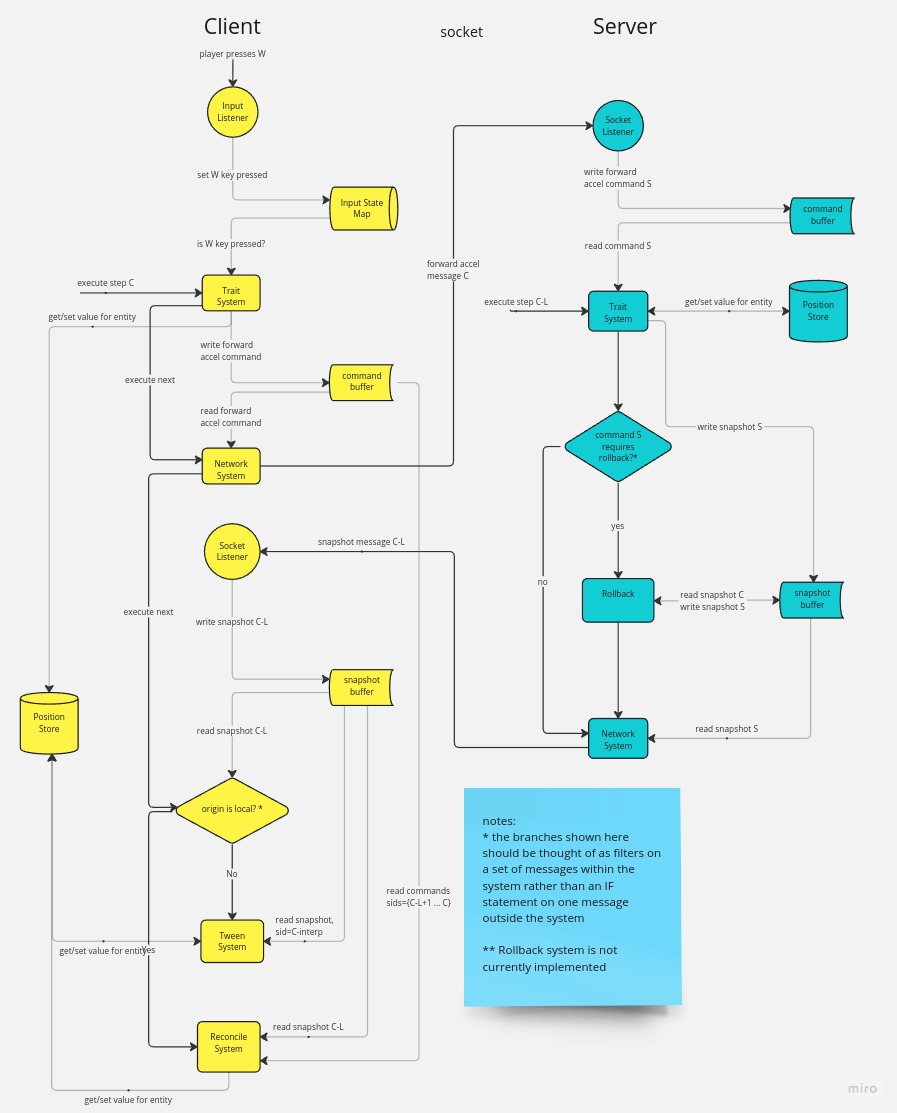 Client
socket
Server
player presses W
Input
Listener
set W key pressed
Input State
Map
is W key pressed?
execute step C
Trait
System
get/set value for entity
write forward
accel command
execute next
command
buffer
read forward
accel command
Network
System
forward accel
message C
Socket
Listener
write forward
accel command S
command
buffer
read command S
execute step C-L
Trait
System
get/set value for entity
Position
Store
write snapshot S
command S
requires
rollback?*
yes
no
Rollback
read snapshot C
write snapshot S
snapshot
buffer
read snapshot S
Network
System
snapshot message C-L
Socket
Listener
execute next
write snapshot C-L
snapshot
buffer
Position
Store
read snapshot C-L
origin is local? *
No
read commands
sids={C-L+1 ... C}
read snapshot,
sid=C-interp
Tween
System
get/set value for entity
Yes
read snapshot C-L
Reconcile
System
get/set value for entity
notes:
* the branches shown here
should be thought of as filters on
a set of messages within the
system rather than an IF
statement on one message
outside the system
** Rollback system is not
currently implemented
miro